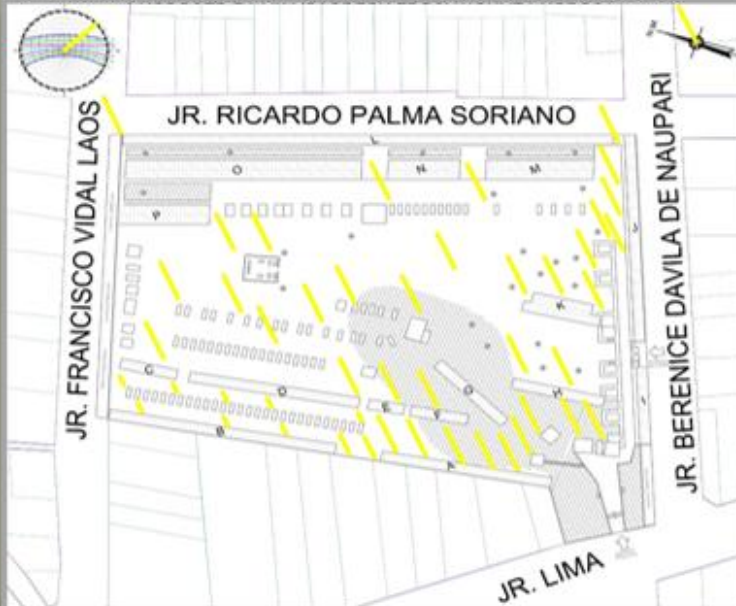 JR. RICARDO PALMA SORIANO
JR. FRANCISCO VIDAL LAOS
JR. BERENICE DAVILA DE NAUPARI
JR. LIMA
L
O
N
M
P
J
K
C
D
G
H
E
F
I
B
A